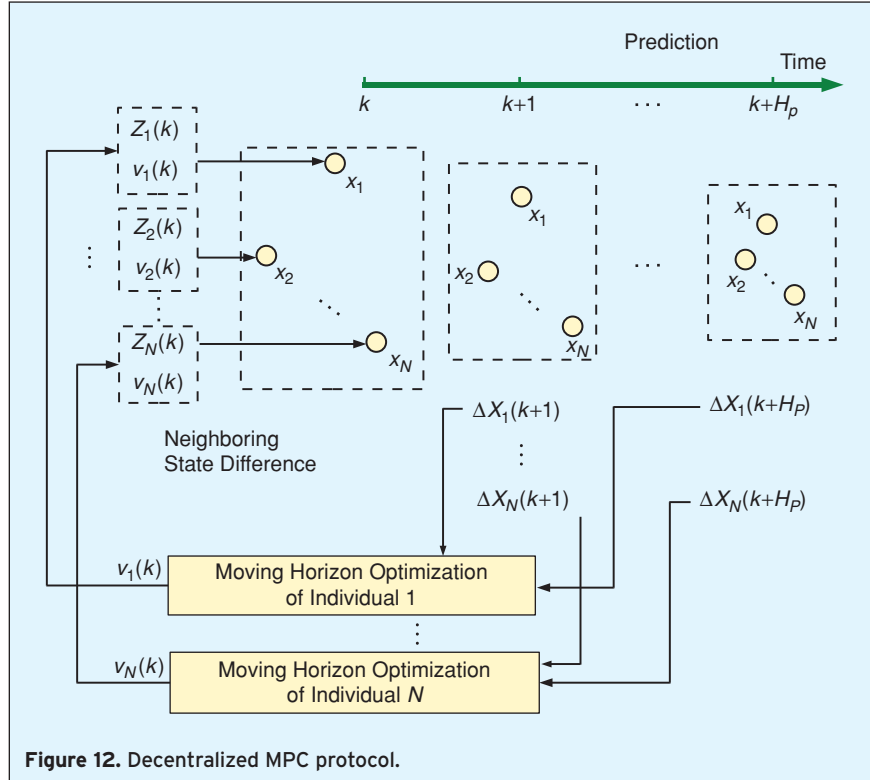 Prediction
Time
k
k+1
. . .
k+H_p
Z_1(k)
v_1(k)
x_1
Z_2(k)
v_2(k)
x_2
Z_N(k)
v_N(k)
x_N
x_1
x_2
x_N
. . .
x_1
x_2
x_N
Neighboring
State Difference
ΔX_1(k+1)
ΔX_N(k+1)
ΔX_1(k+H_P)
ΔX_N(k+H_P)
v_1(k)
Moving Horizon Optimization
of Individual 1
v_N(k)
Moving Horizon Optimization
of Individual N
Figure 12. Decentralized MPC protocol.